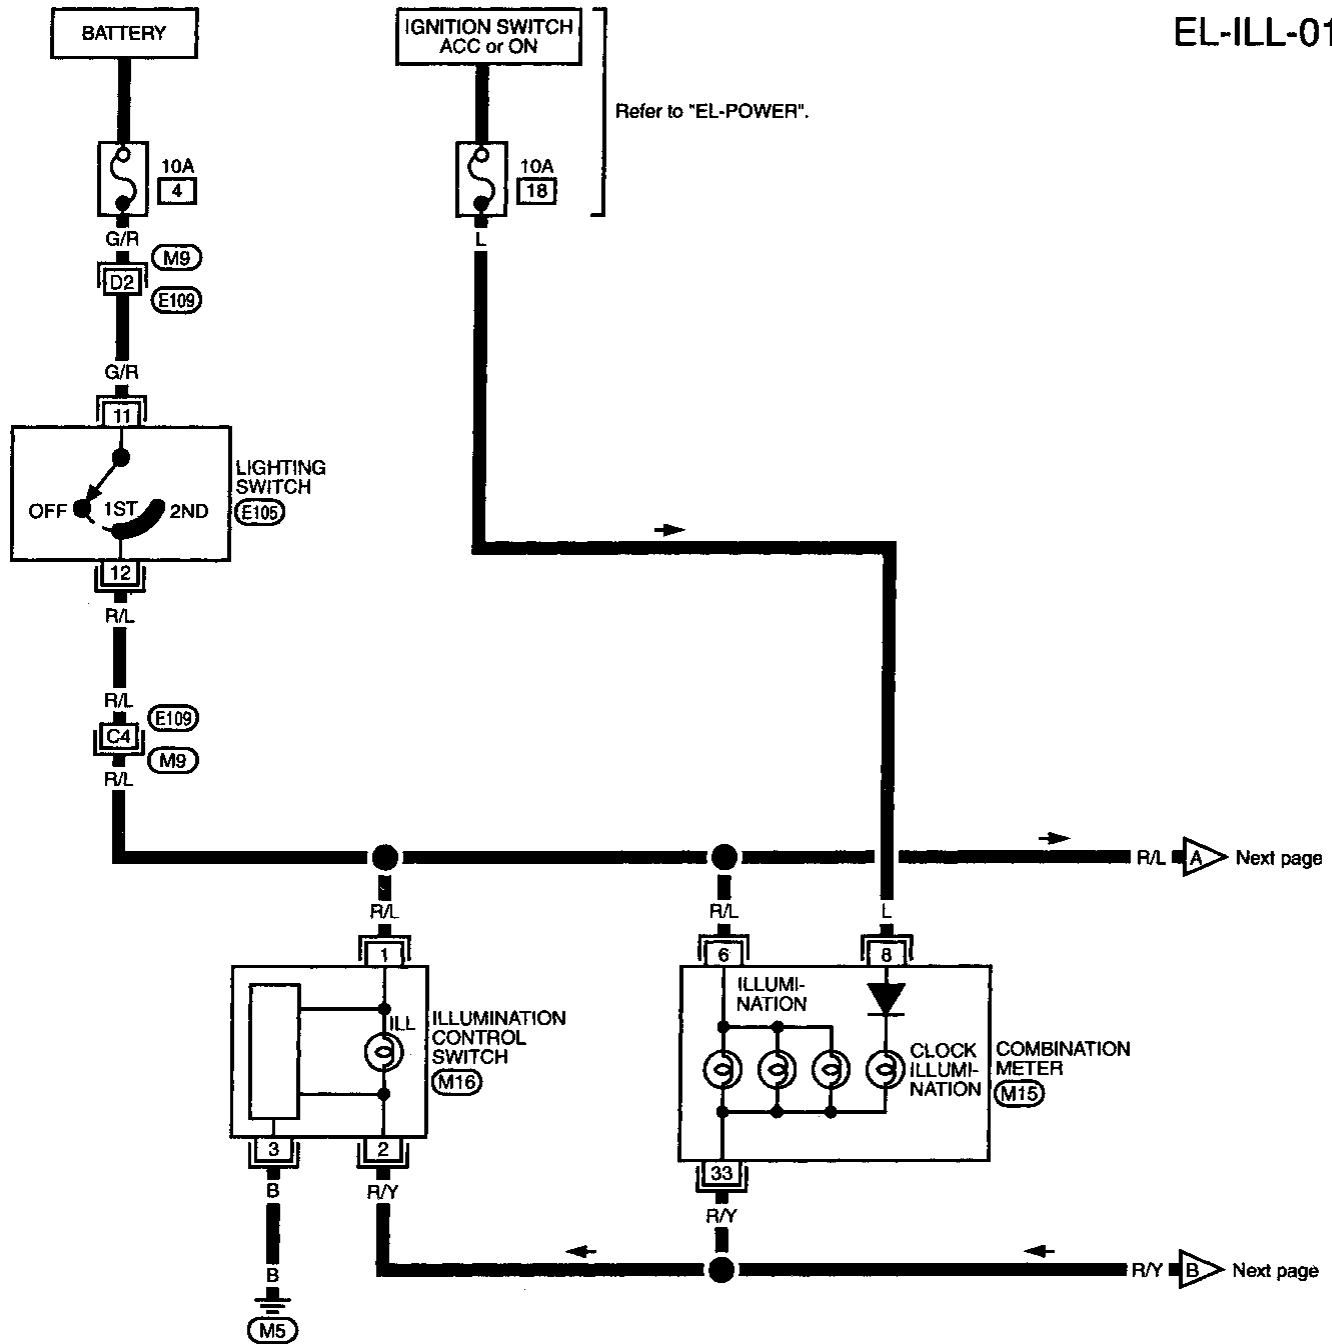 EL-ILL-01
BATTERY
IGNITION SWITCH
ACC or ON
Refer to "EL-POWER".
10A
4
10A
18
G/R
L
M9
D2
E109
G/R
11
LIGHTING
SWITCH
E105
OFF
1ST
2ND
12
R/L
R/L
E109
C4
M9
R/L
R/L
A
Next page
R/L
R/L
L
1
6
8
ILLUMI-
NATION
ILL
ILLUMINATION
CONTROL
SWITCH
M16
CLOCK
ILLUMI-
NATION
COMBINATION
METER
M15
3
2
33
B
R/Y
R/Y
B
R/Y
B
Next page
M5